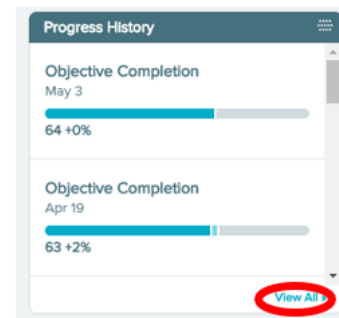 Progress History
Objective Completion
May 3
64 +0%
Objective Completion
Apr 19
63 +2%
View All